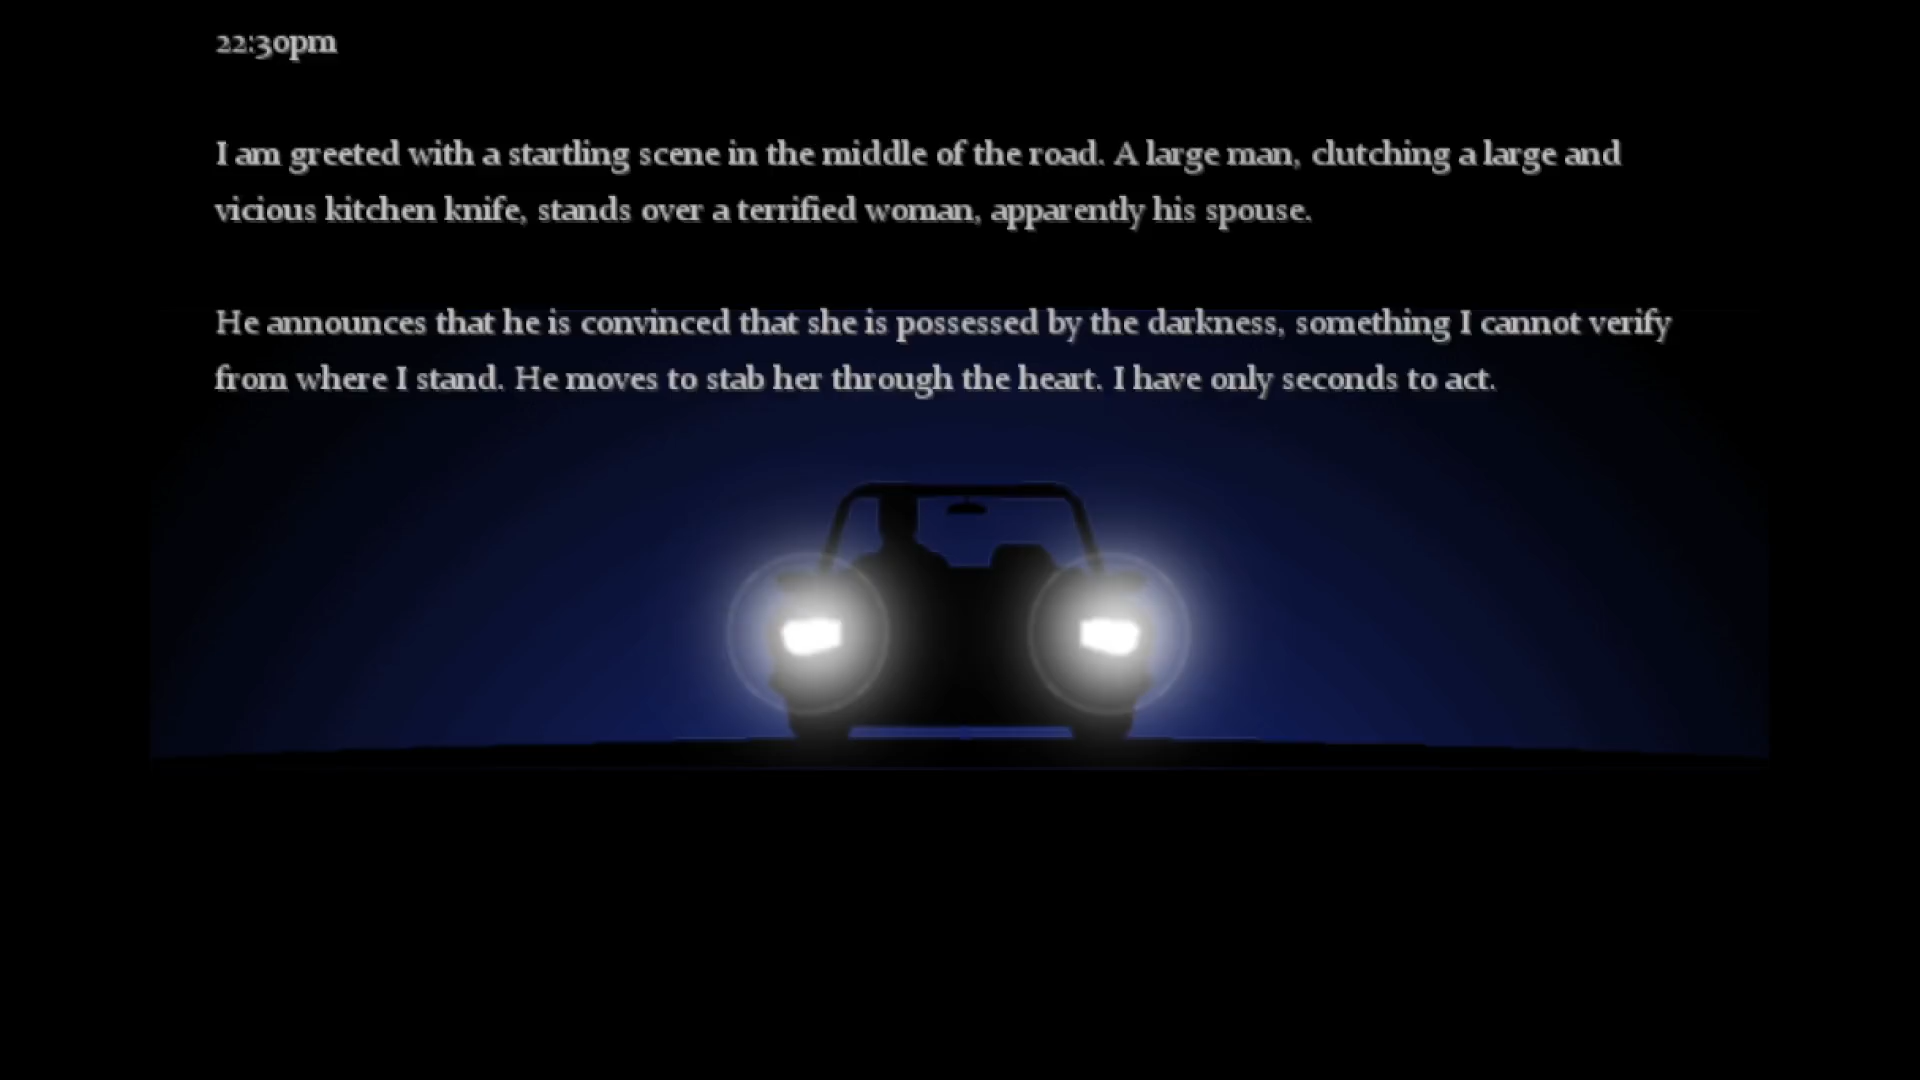 22:30pm
I am greeted with a startling scene in the middle of the road. A large man, clutching a large and
vicious kitchen knife, stands over a terrified woman, apparently his spouse.
He announces that he is convinced that she is possessed by the darkness, something I cannot verify
from where I stand. He moves to stab her through the heart. I have only seconds to act.